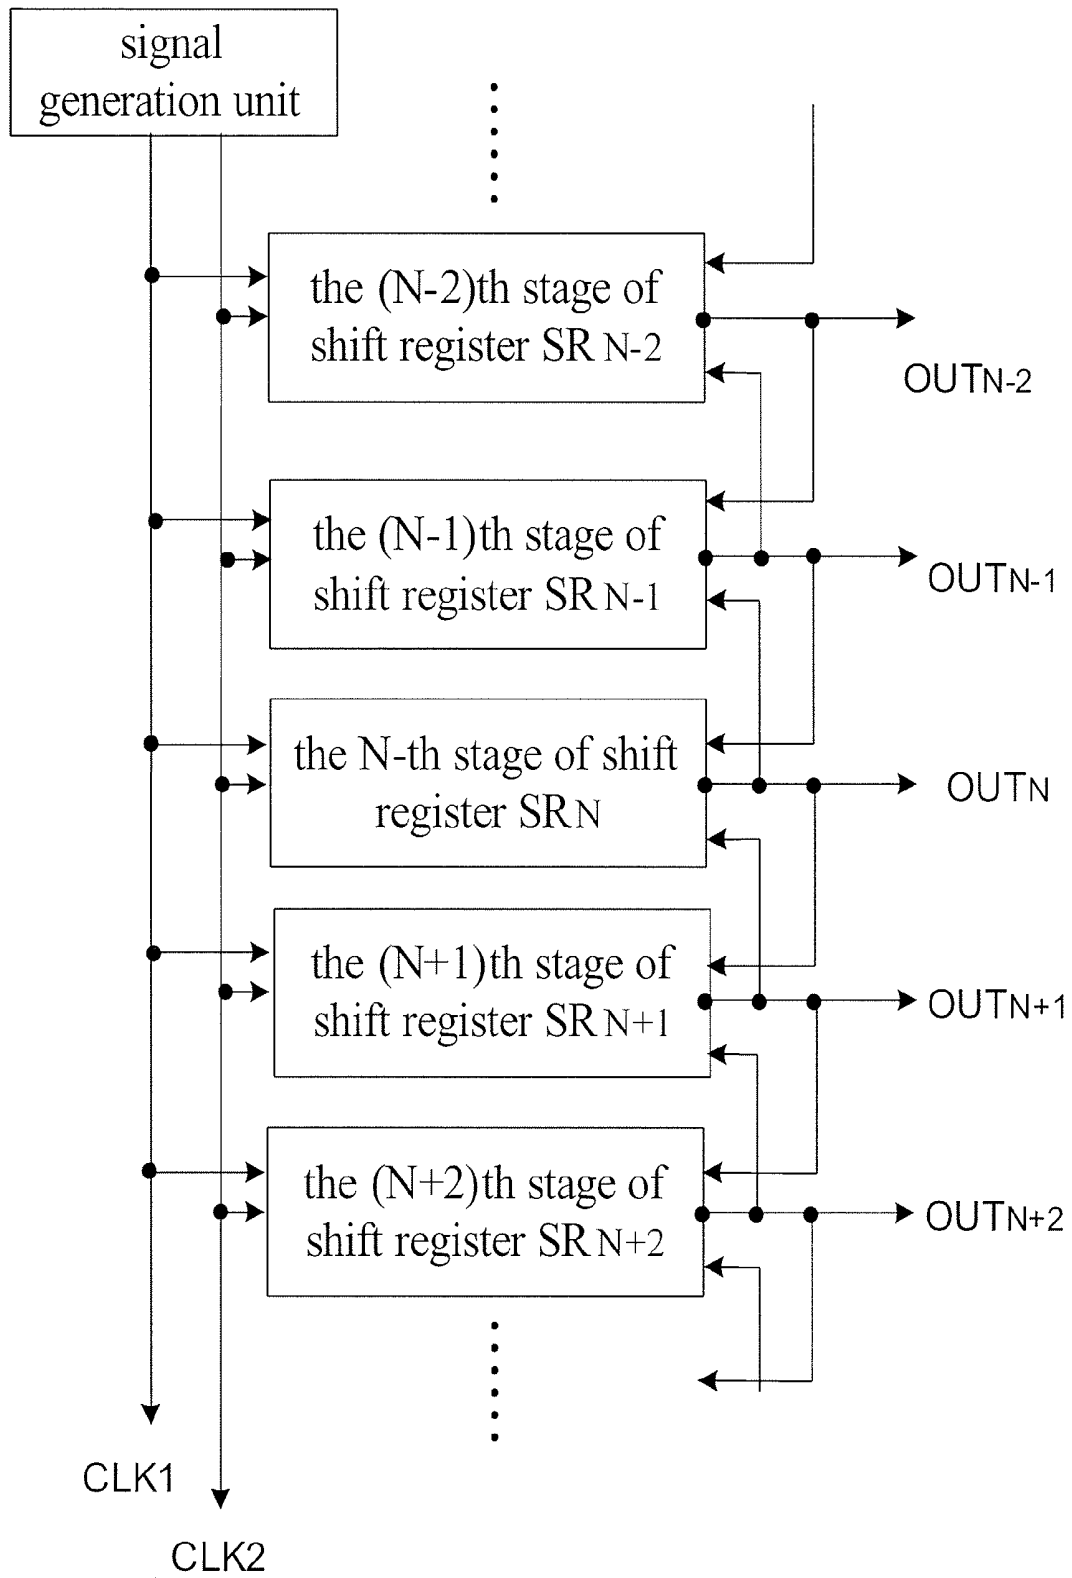 signal
generation unit
the (N-2)th stage of
shift register SR N-2
OUTN-2
the (N-1)th stage of
shift register SR N-1
OUTN-1
the N-th stage of shift
register SRN
OUTN
the (N+1)th stage of
shift register SR N+1
OUTN+1
the (N+2)th stage of
shift register SR N+2
OUTN+2
CLK1
CLK2